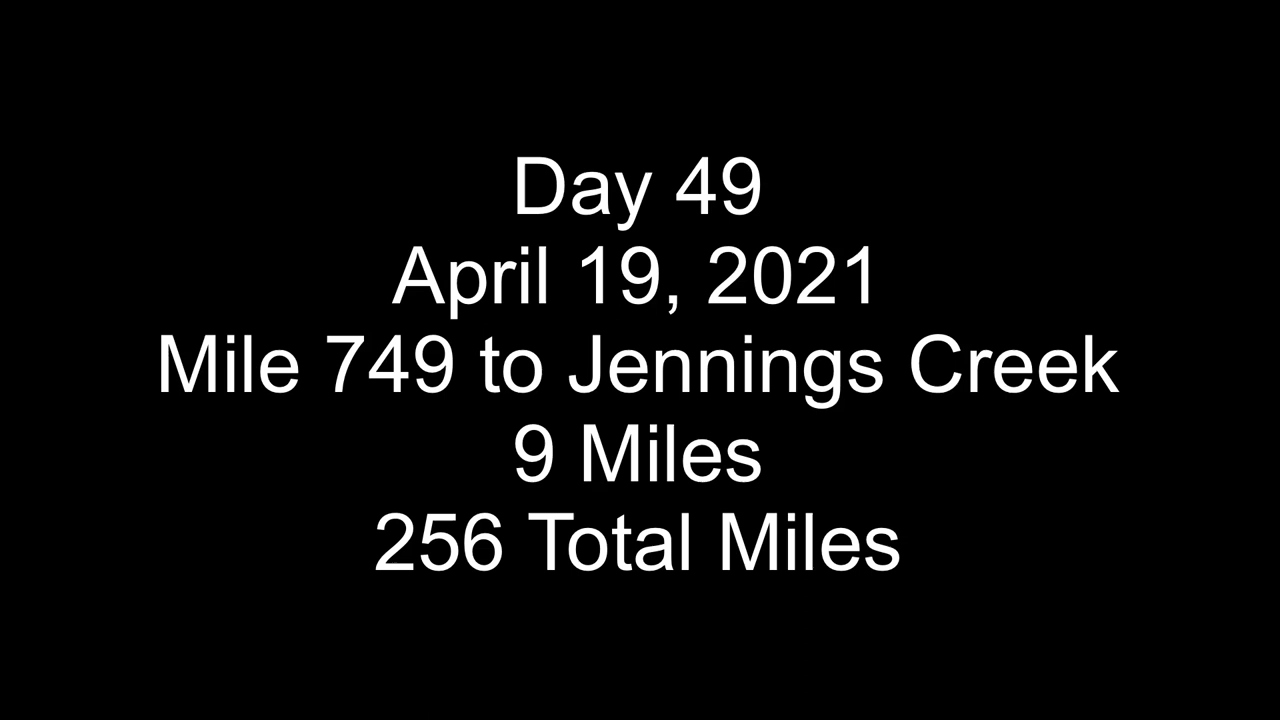 Day 49
April 19, 2021
Mile 749 to Jennings Creek
9 Miles
256 Total Miles